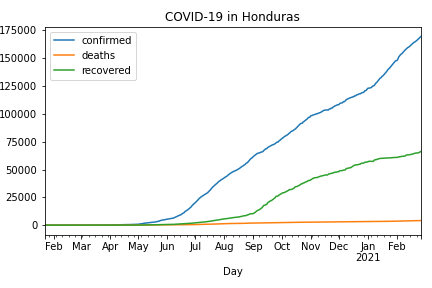 COVID-19 in Honduras
175000
150000
125000
100000
75000
50000
25000
0
confirmed
deaths
recovered
Feb Mar Apr May Jun Jul Aug Sep Oct Nov Dec Jan Feb
2021
Day